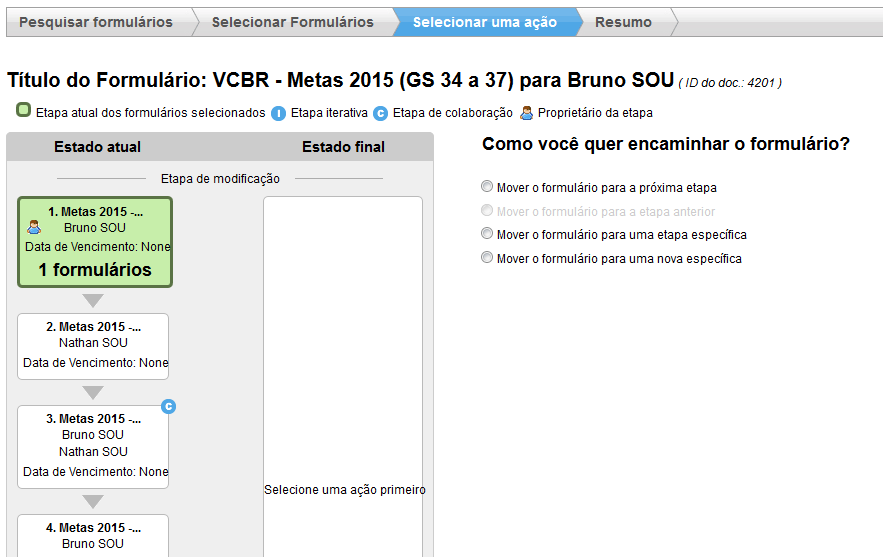 Pesquisar formulários
Selecionar Formulários
Selecionar uma ação
Resumo
Título do Formulário: VCBR - Metas 2015 (GS 34 a 37) para Bruno SOU ( ID do doc.: 4201 )
Etapa atual dos formulários selecionados
I Etapa iterativa
C Etapa de colaboração
Proprietário da etapa
Estado atual
Estado final
Etapa de modificação
1. Metas 2015 -...
Bruno SOU
Data de Vencimento: None
1 formulários
2. Metas 2015 -...
Nathan SOU
Data de Vencimento: None
C
3. Metas 2015 -...
Bruno SOU
Nathan SOU
Data de Vencimento: None
4. Metas 2015 -...
Bruno SOU
Selecione uma ação primeiro
Como você quer encaminhar o formulário?
Mover o formulário para a próxima etapa
Mover o formulário para a etapa anterior
Mover o formulário para uma etapa específica
Mover o formulário para uma nova específica